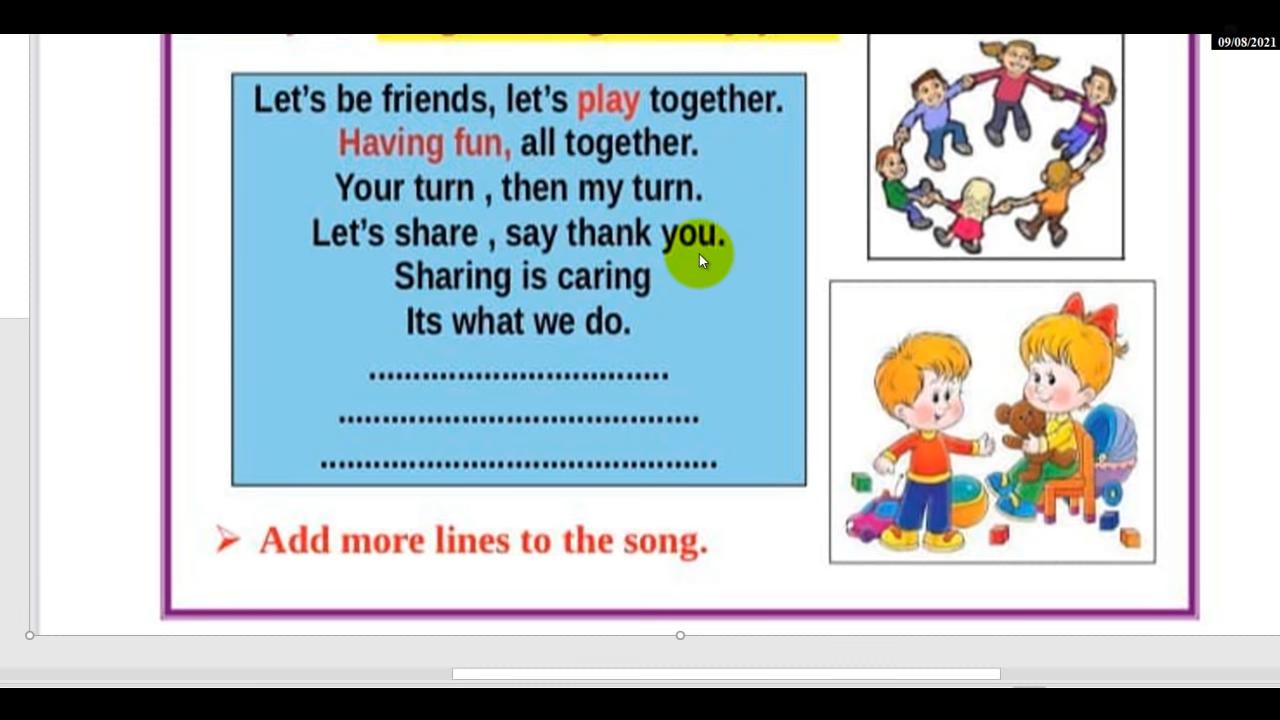 09/08/2021
Let's be friends, let's play together.
Having fun, all together.
Your turn , then my turn.
Let's share , say thank you.
Sharing is caring
Its what we do.
.................................
........................................
............................................
➢ Add more lines to the song.